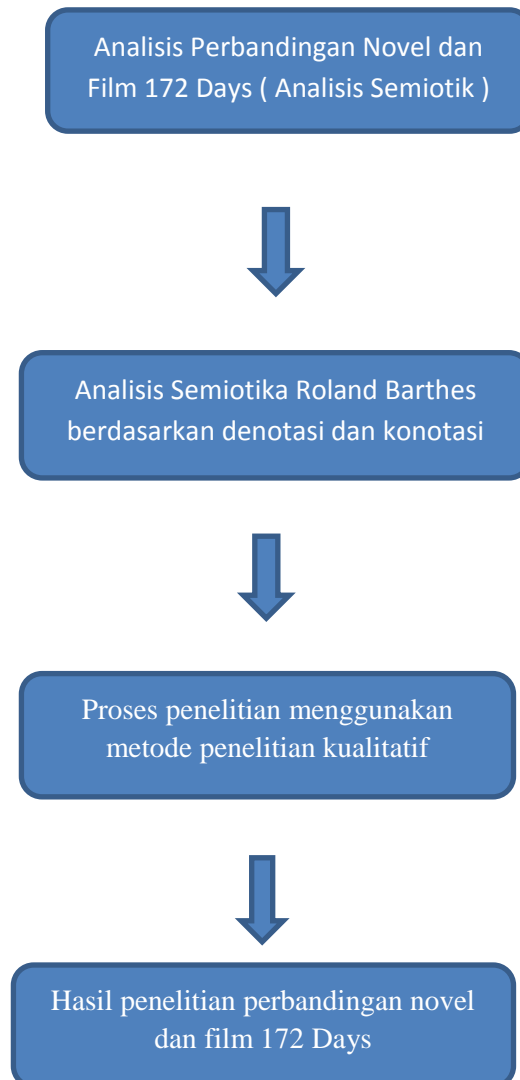 Analisis Perbandingan Novel dan
Film 172 Days ( Analisis Semiotik )
Analisis Semiotika Roland Barthes
berdasarkan denotasi dan konotasi
Proses penelitian menggunakan
metode penelitian kualitatif
Hasil penelitian perbandingan novel
dan film 172 Days